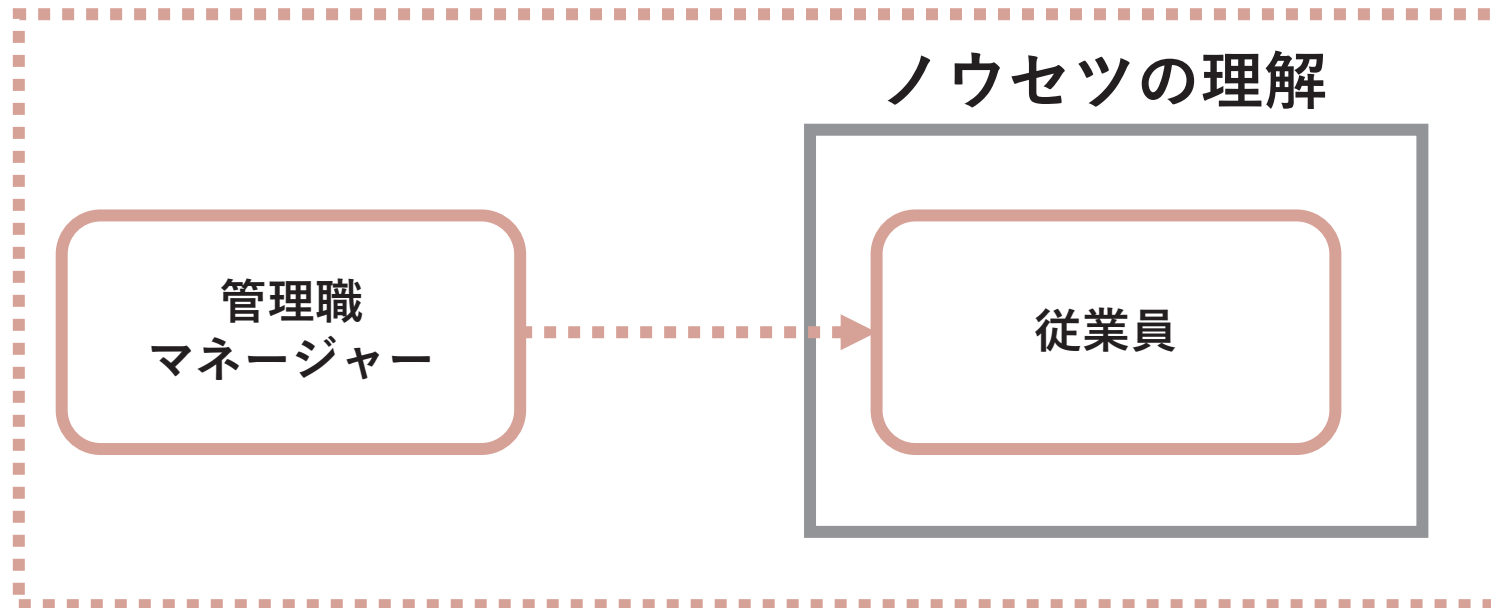 ノウセツの理解
管理職
マネージャー
従業員